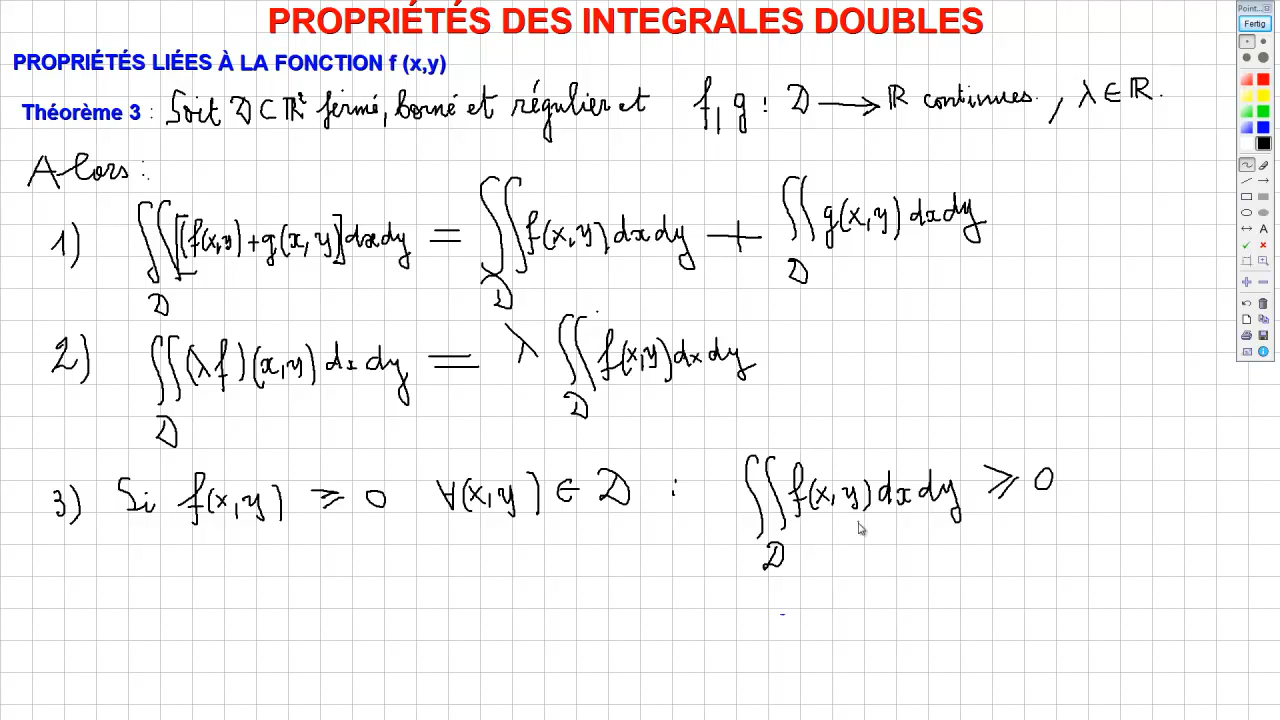 PROPRIÉTÉS DES INTEGRALES DOUBLES
PROPRIÉTÉS LIÉES À LA FONCTION f (x,y)
Théorème 3 : Soit D ⊂ ℝ² fermé, borné et régulier et f, g : D → ℝ continues, λ ∈ ℝ.
Alors :
1) ∬_D [f(x,y) + g(x,y)] dx dy = ∬_D f(x,y) dx dy + ∬_D g(x,y) dx dy
2) ∬_D (λf)(x,y) dx dy = λ ∬_D f(x,y) dx dy
3) Si f(x,y) ⩾ 0 ∀(x,y) ∈ D : ∬_D f(x,y) dx dy ⩾ 0
Point...
Fertig
A